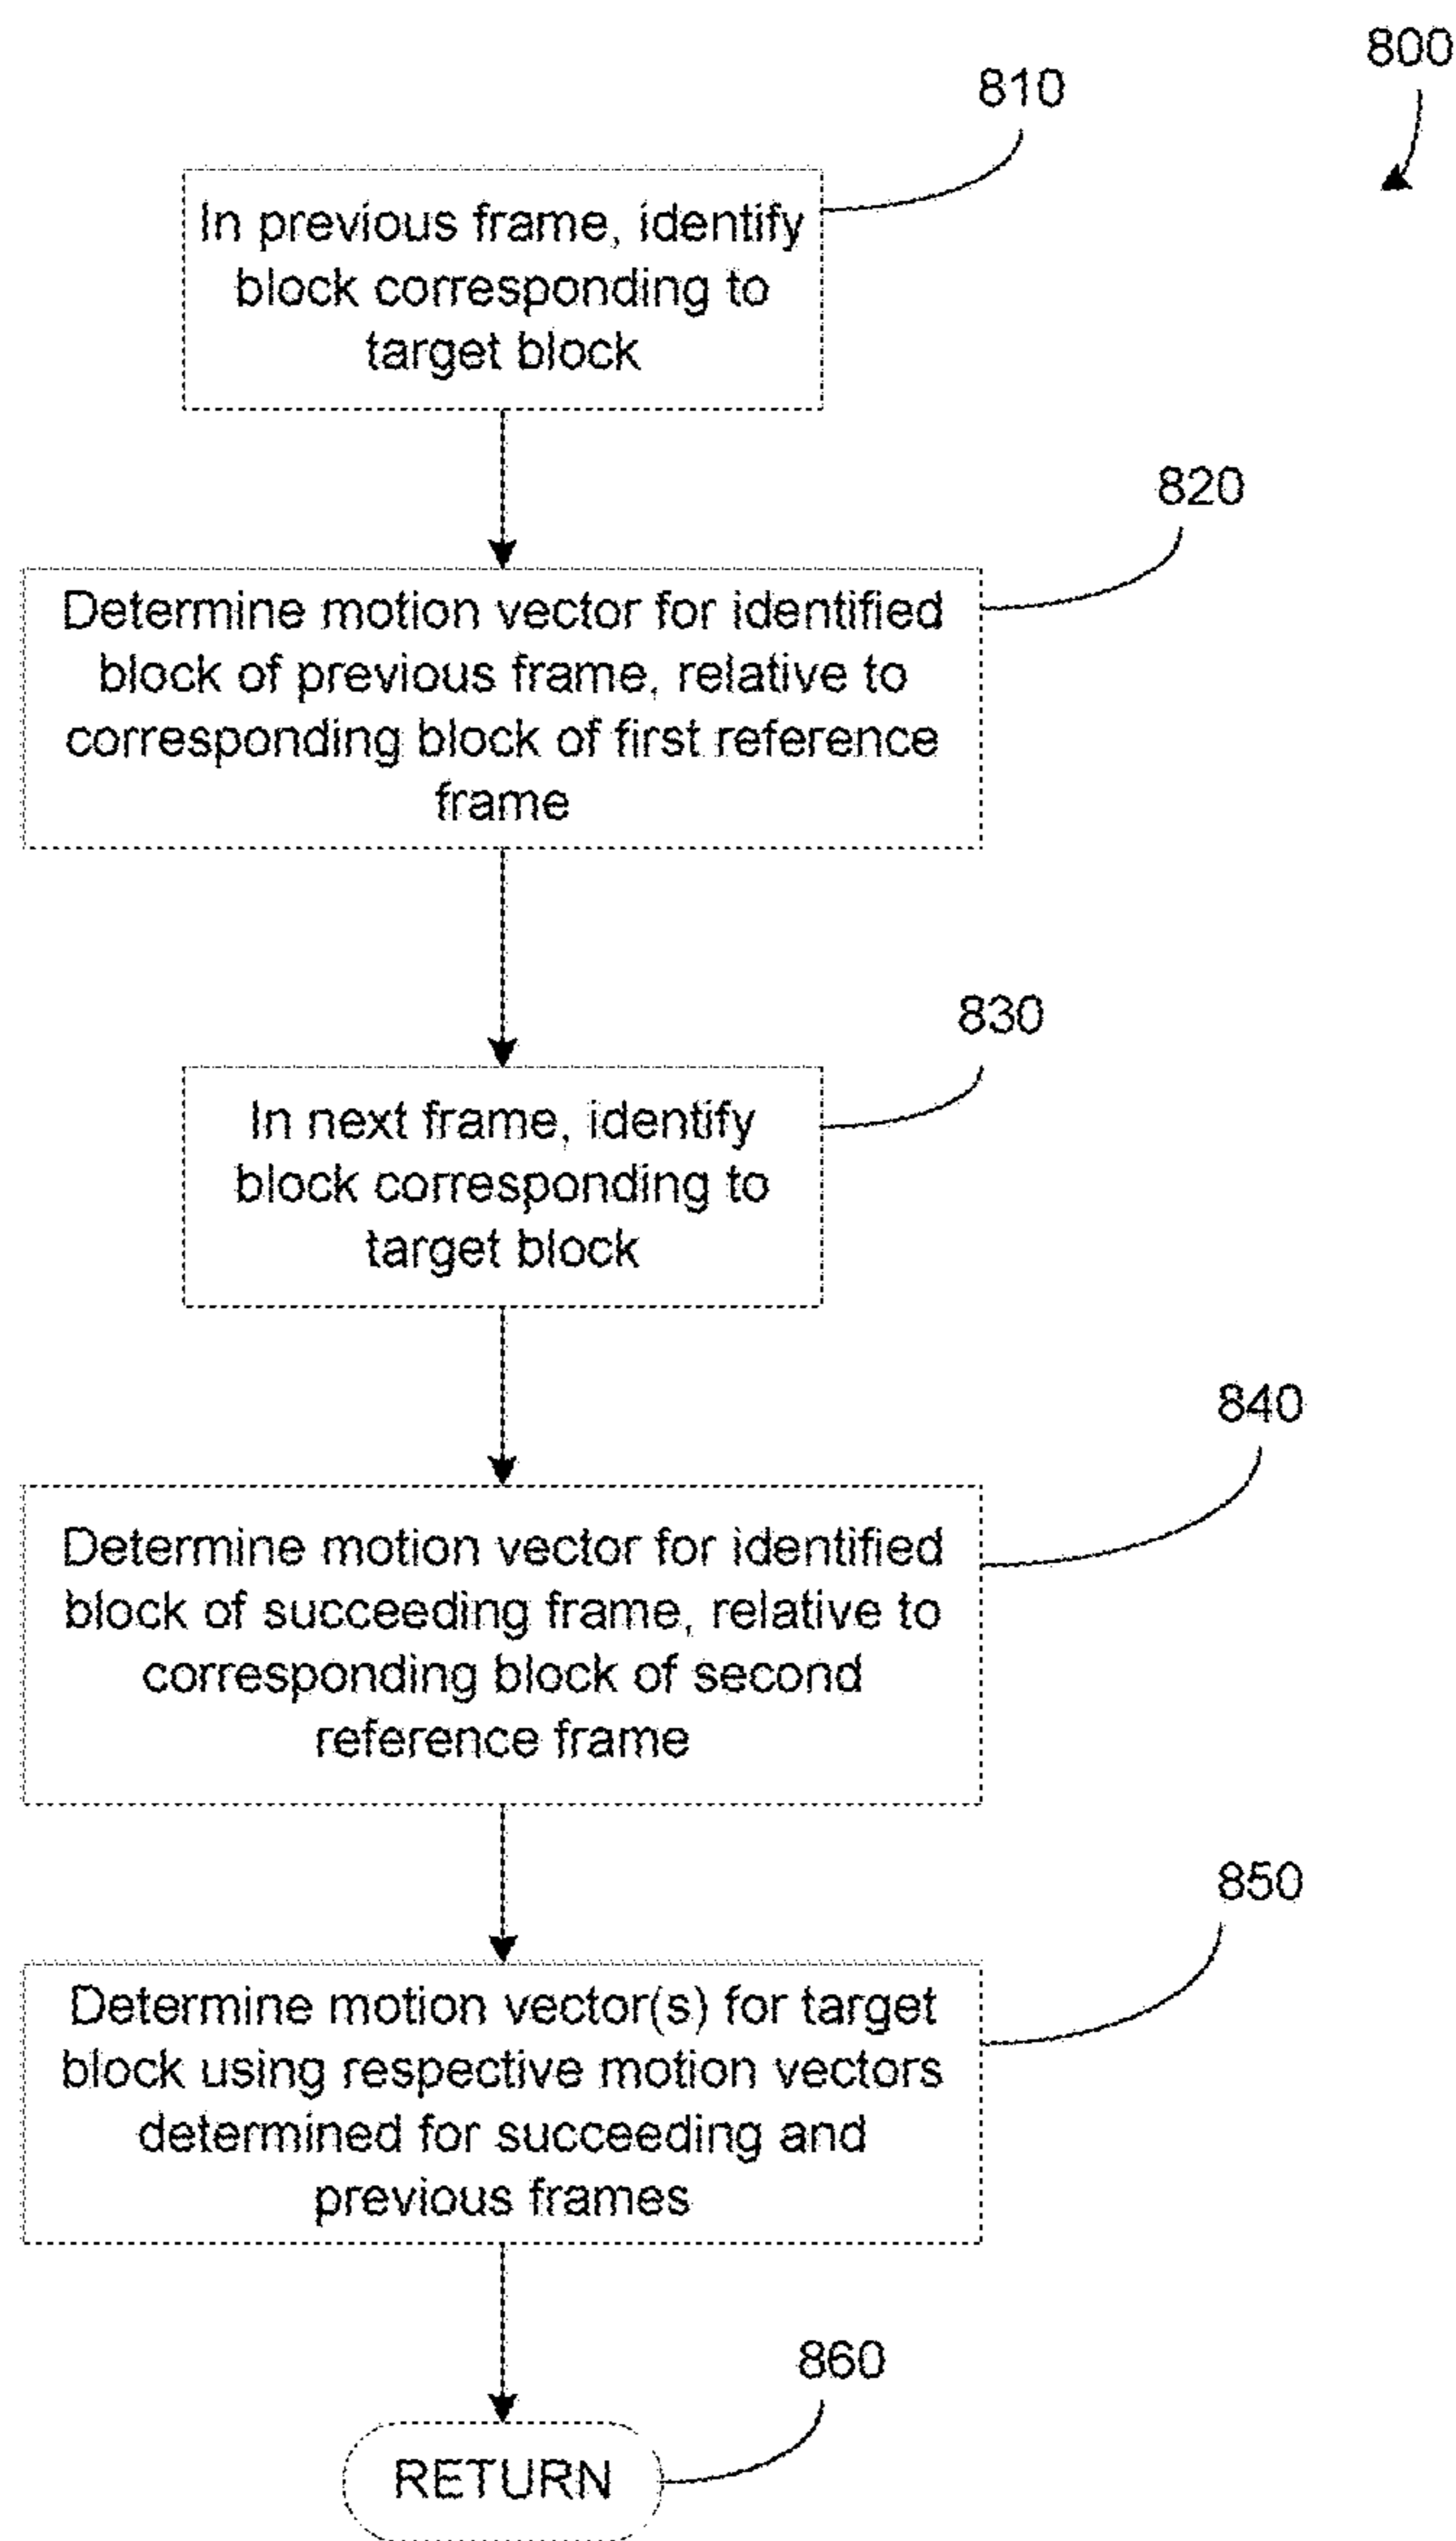 800
810
In previous frame, identify
block corresponding to
target block
820
Determine motion vector for identified
block of previous frame, relative to
corresponding block of first reference
frame
830
In next frame, identify
block corresponding to
target block
840
Determine motion vector for identified
block of succeeding frame, relative to
corresponding block of second
reference frame
850
Determine motion vector(s) for target
block using respective motion vectors
determined for succeeding and
previous frames
860
RETURN